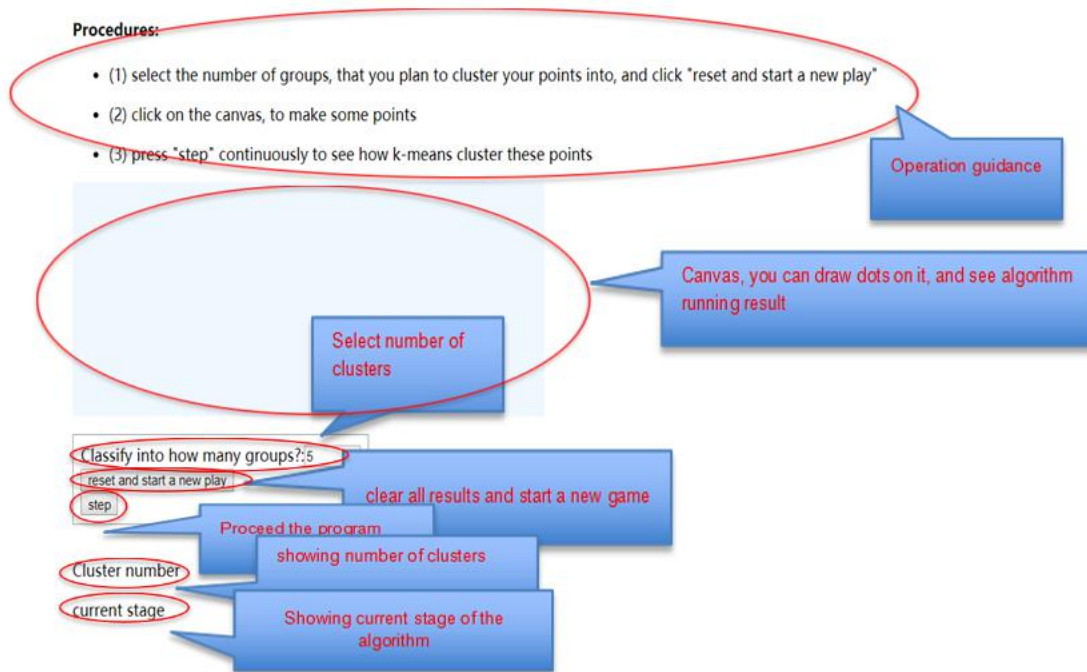 Procedures:
• (1) select the number of groups, that you plan to cluster your points into, and click "reset and start a new play"
• (2) click on the canvas, to make some points
• (3) press "step" continuously to see how k-means cluster these points
Operation guidance
Canvas, you can draw dots on it, and see algorithm
running result
Select number of
clusters
Classify into how many groups?:5
reset and start a new play
clear all results and start a new game
step
Proceed the program
showing number of clusters
Cluster number
current stage
Showing current stage of the
algorithm